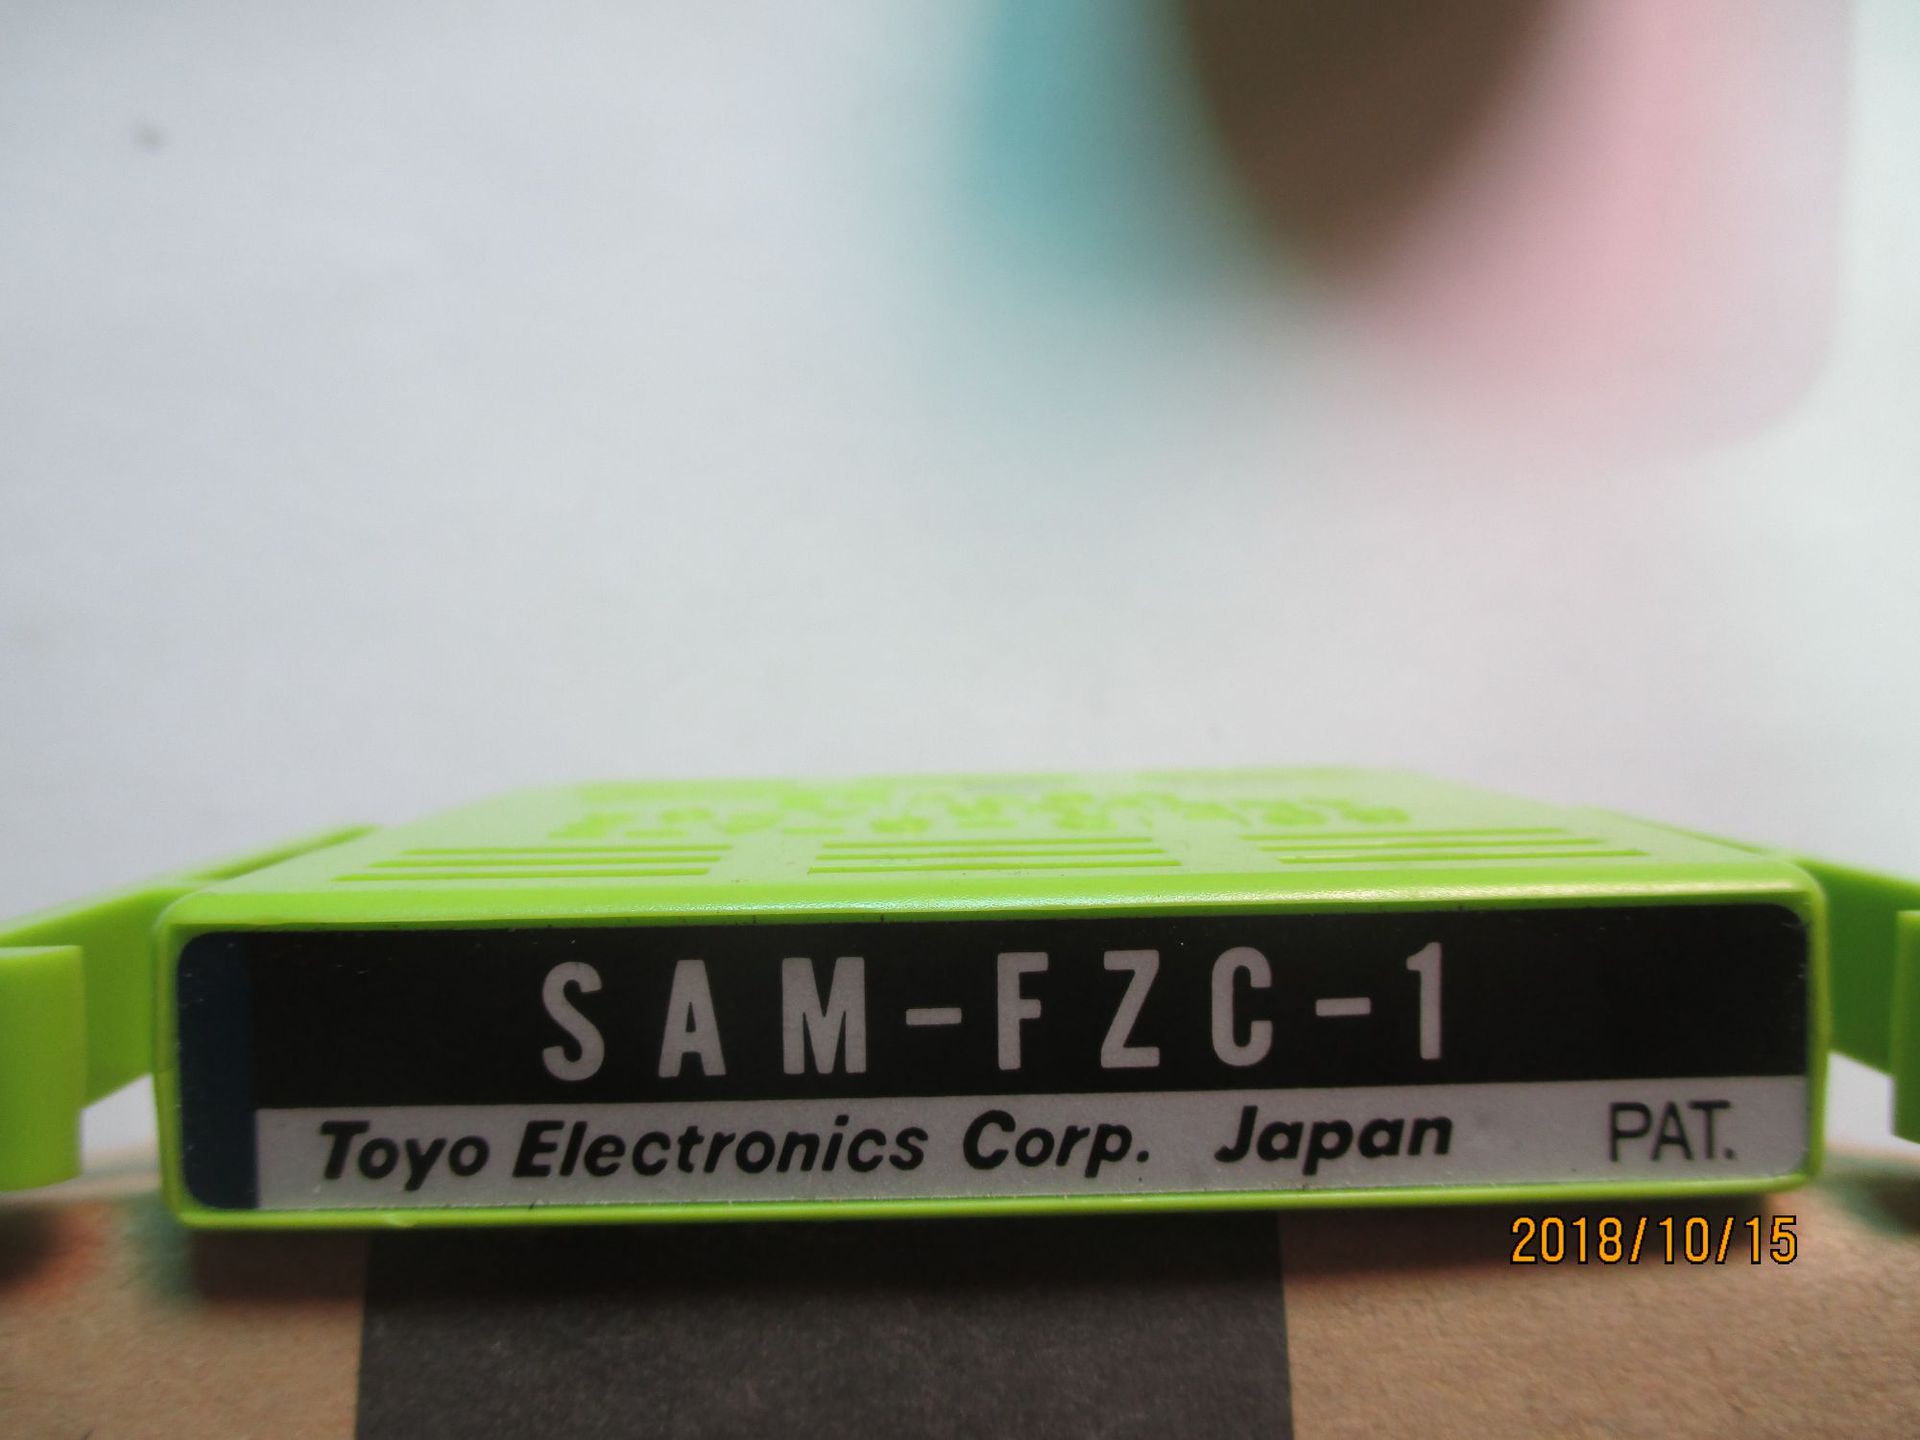 SAM-FZC-1
Toyo Electronics Corp. Japan PAT.
2018/10/15